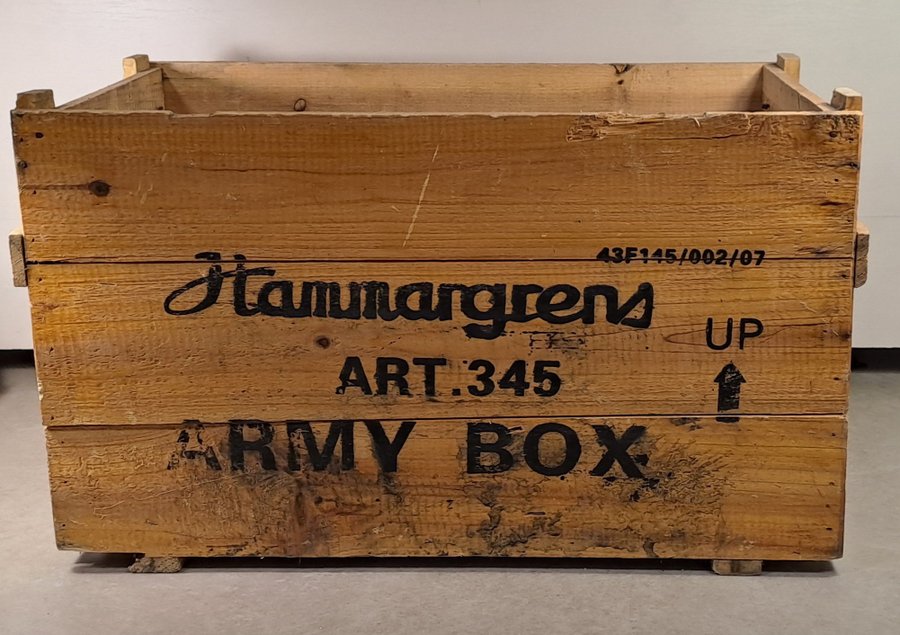 43F145/002/07
Hammargrens
UP
ART.345
ARMY BOX